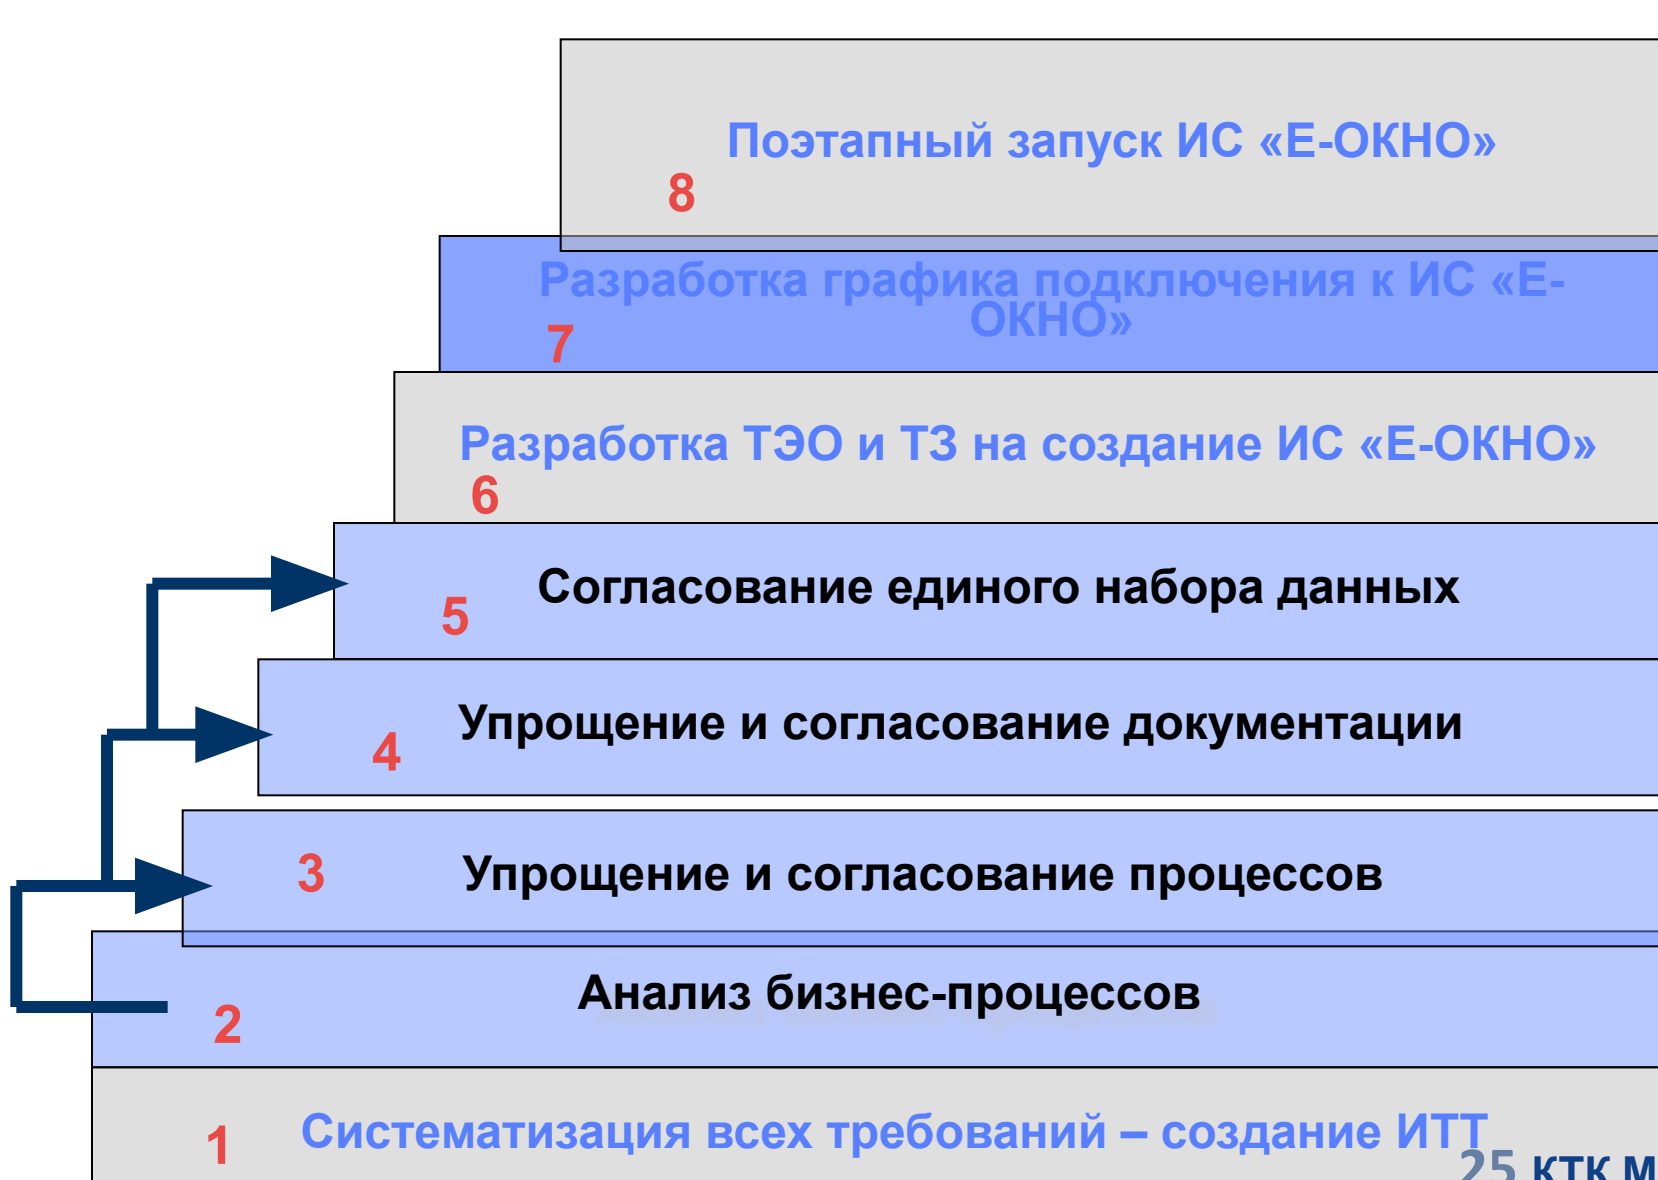 Поэтапный запуск ИС «Е-ОКНО»
8
Разработка графика подключения к ИС «Е-
ОКНО»
7
Разработка ТЭО и ТЗ на создание ИС «Е-ОКНО»
6
Согласование единого набора данных
5
Упрощение и согласование документации
4
3 Упрощение и согласование процессов
Анализ бизнес-процессов
2
Систематизация всех требований – создание ИТТ
1
25 КТК М